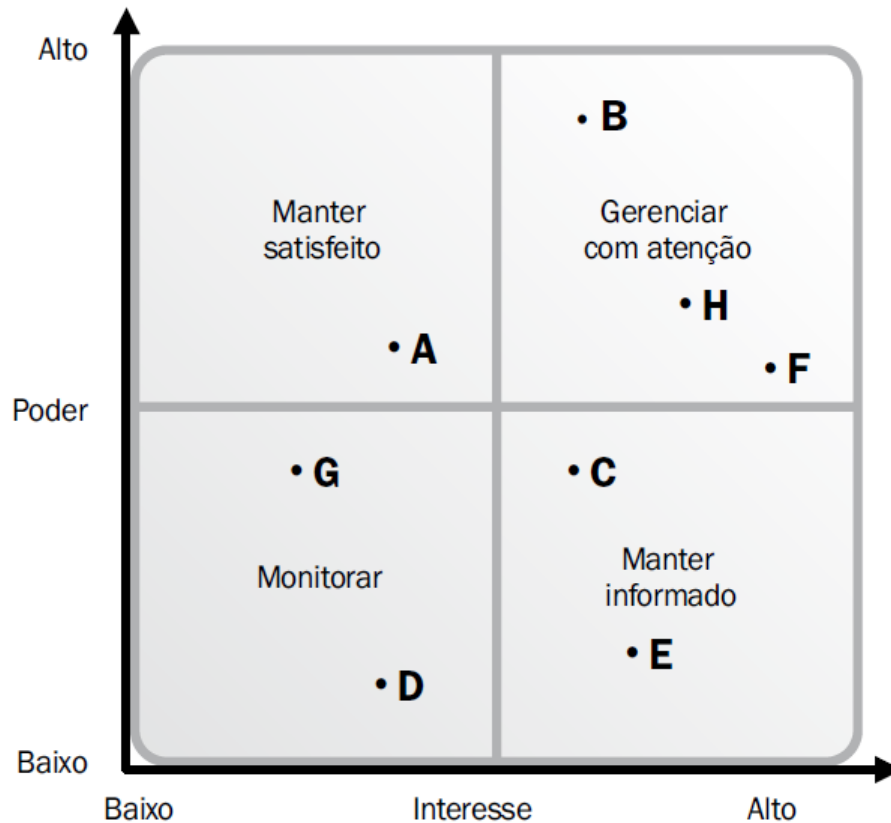 Alto
B
Manter
satisfeito
Gerenciar
com atenção
H
A
F
Poder
G
C
Manter
informado
Monitorar
E
D
Baixo
Baixo
Interesse
Alto